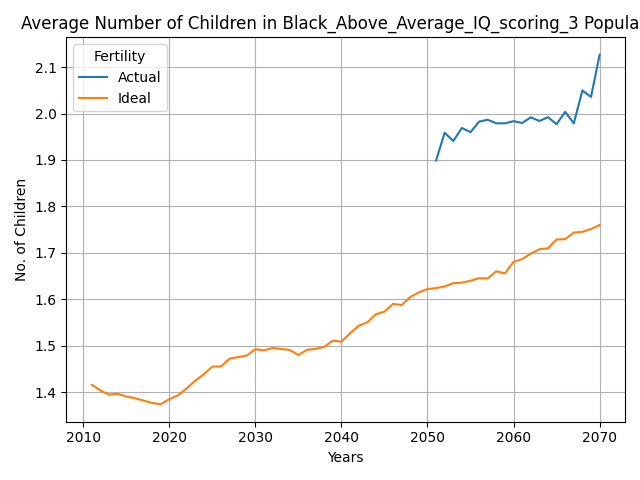 Average Number of Children in Black_Above_Average_IQ_scoring_3 Popula
Fertility
Actual
Ideal
2.1
2.0
1.9
1.8
1.7
1.6
1.5
1.4
No. of Children
2010 2020 2030 2040 2050 2060 2070
Years